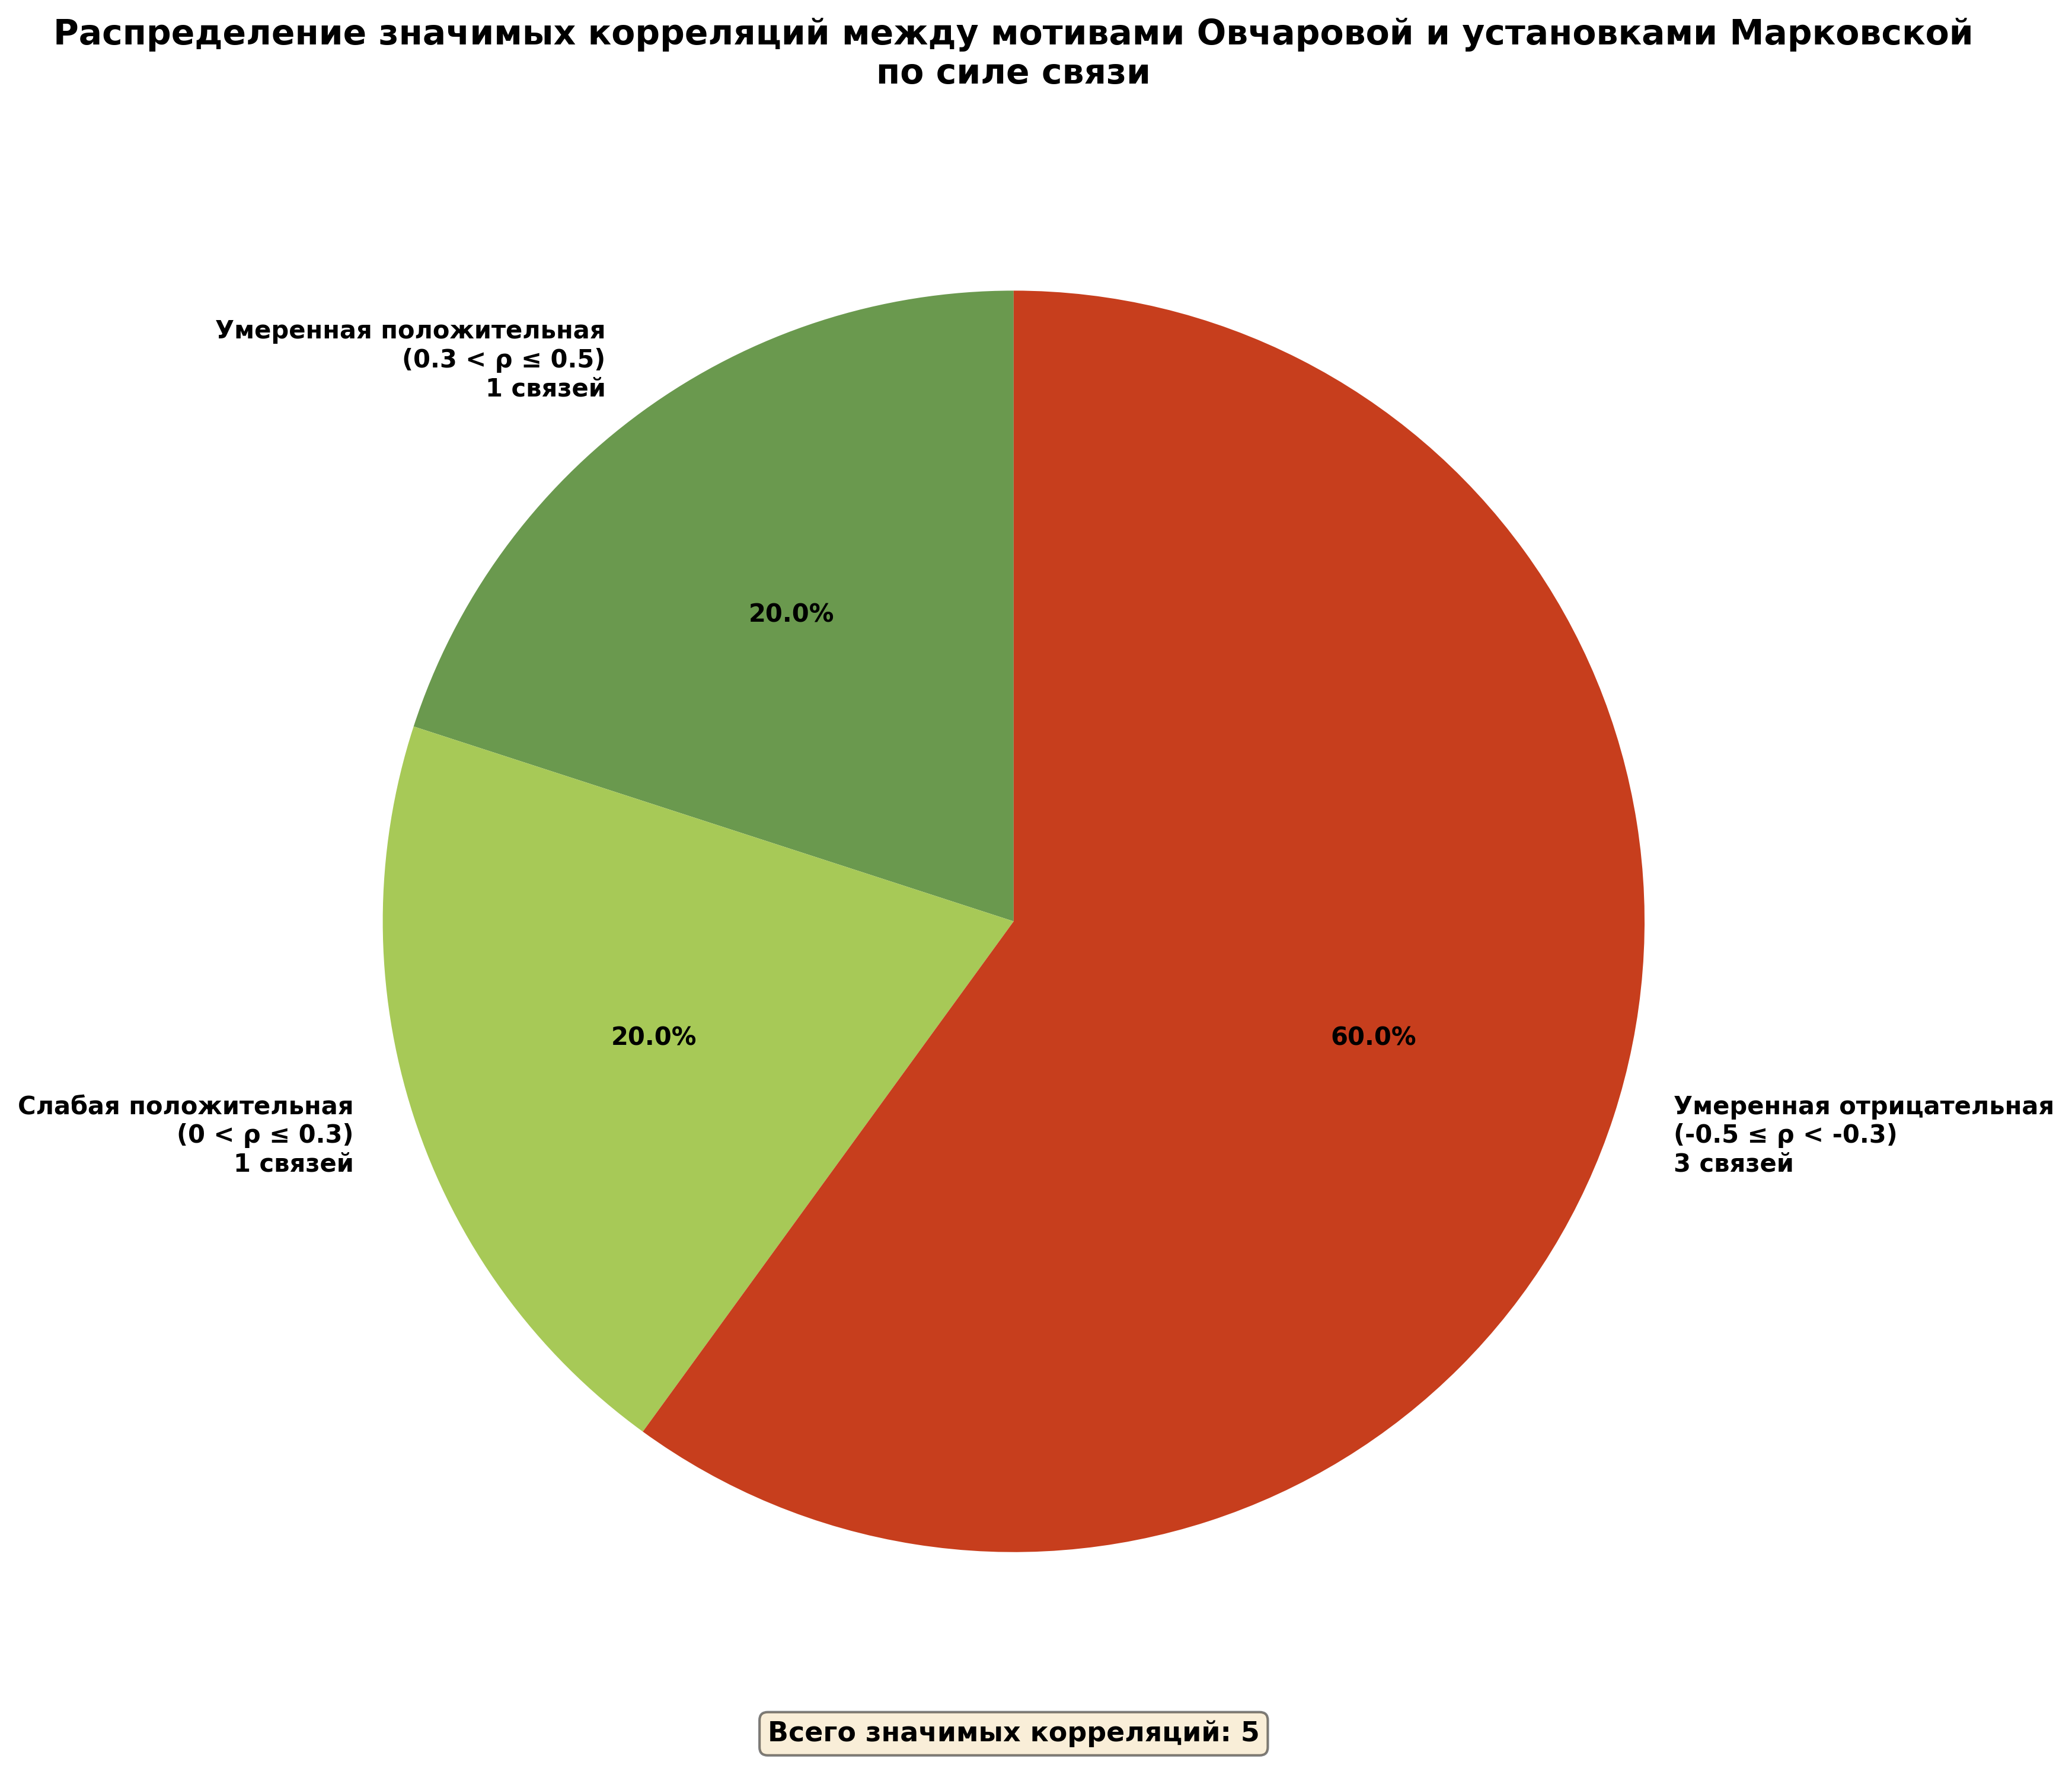 Распределение значимых корреляций между мотивами Овчаровой и установками Марковской
по силе связи
Умеренная положительная
(0.3 < ρ ≤ 0.5)
1 связей
20.0%
20.0%
60.0%
Слабая положительная
(0 < ρ ≤ 0.3)
1 связей
Умеренная отрицательная
(-0.5 ≤ ρ < -0.3)
3 связей
Всего значимых корреляций: 5